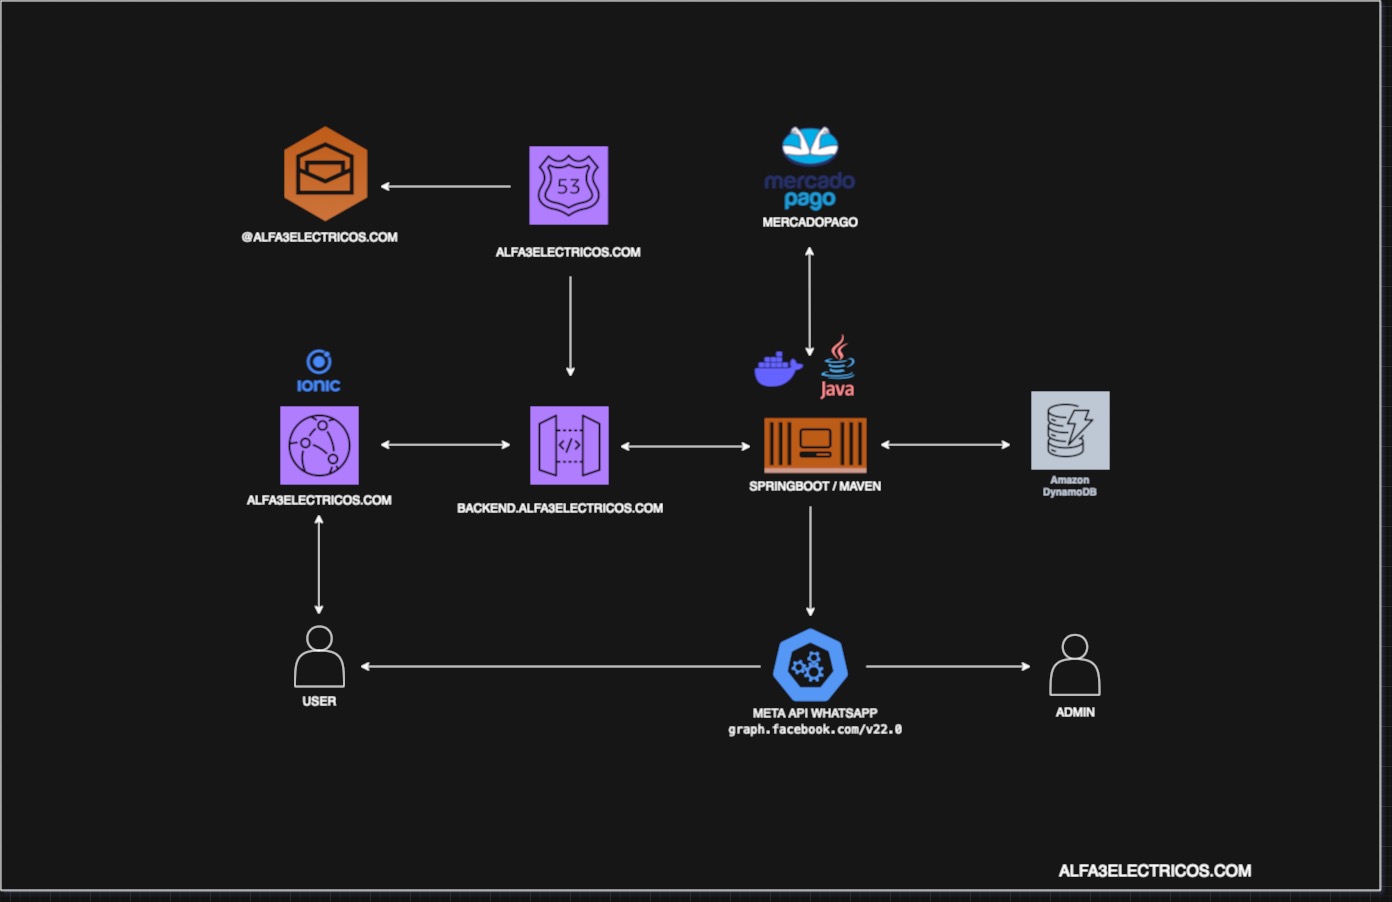 53
mercado
pago
@ALFA3ELECTRICOS.COM
ALFA3ELECTRICOS.COM
MERCADOPAGO
IONIC
Java
</>
ALFA3ELECTRICOS.COM
BACKEND.ALFA3ELECTRICOS.COM
SPRINGBOOT / MAVEN
Amazon
DynamoDB
USER
META API WHATSAPP
graph.facebook.com/v22.0
ADMIN
ALFA3ELECTRICOS.COM